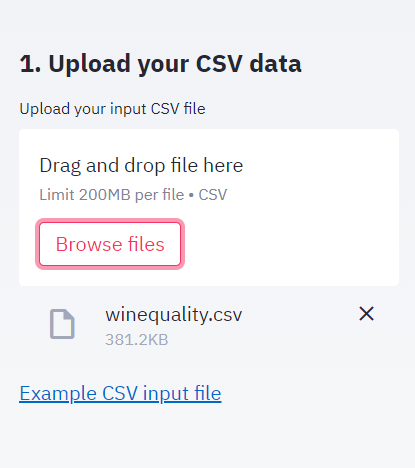 1. Upload your CSV data
Upload your input CSV file
Drag and drop file here
Limit 200MB per file • CSV
Browse files
winequality.csv
381.2KB
Example CSV input file